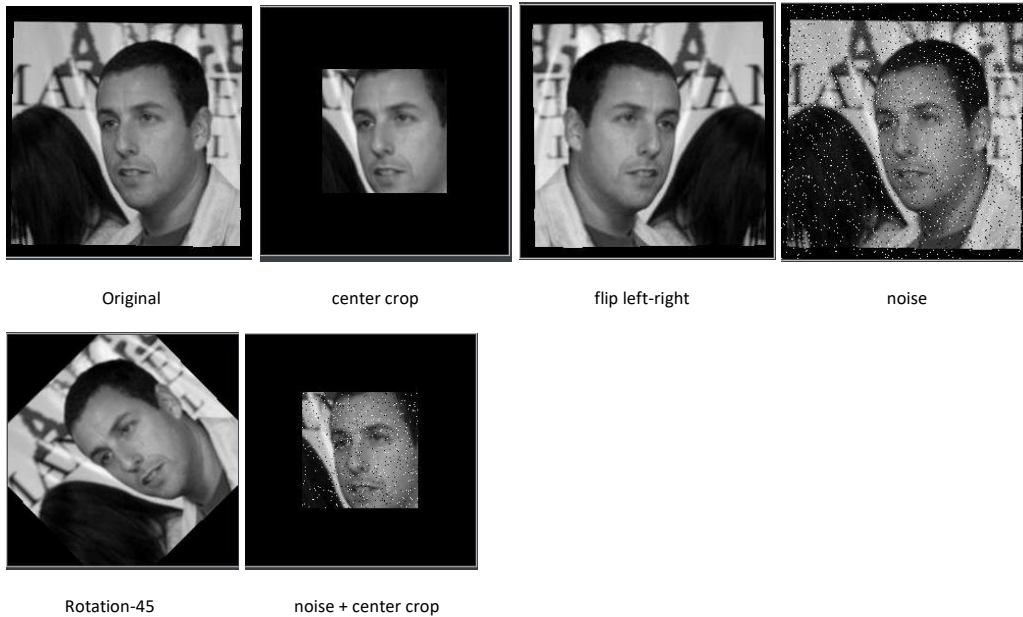 Original
center crop
flip left-right
noise
Rotation-45
noise + center crop